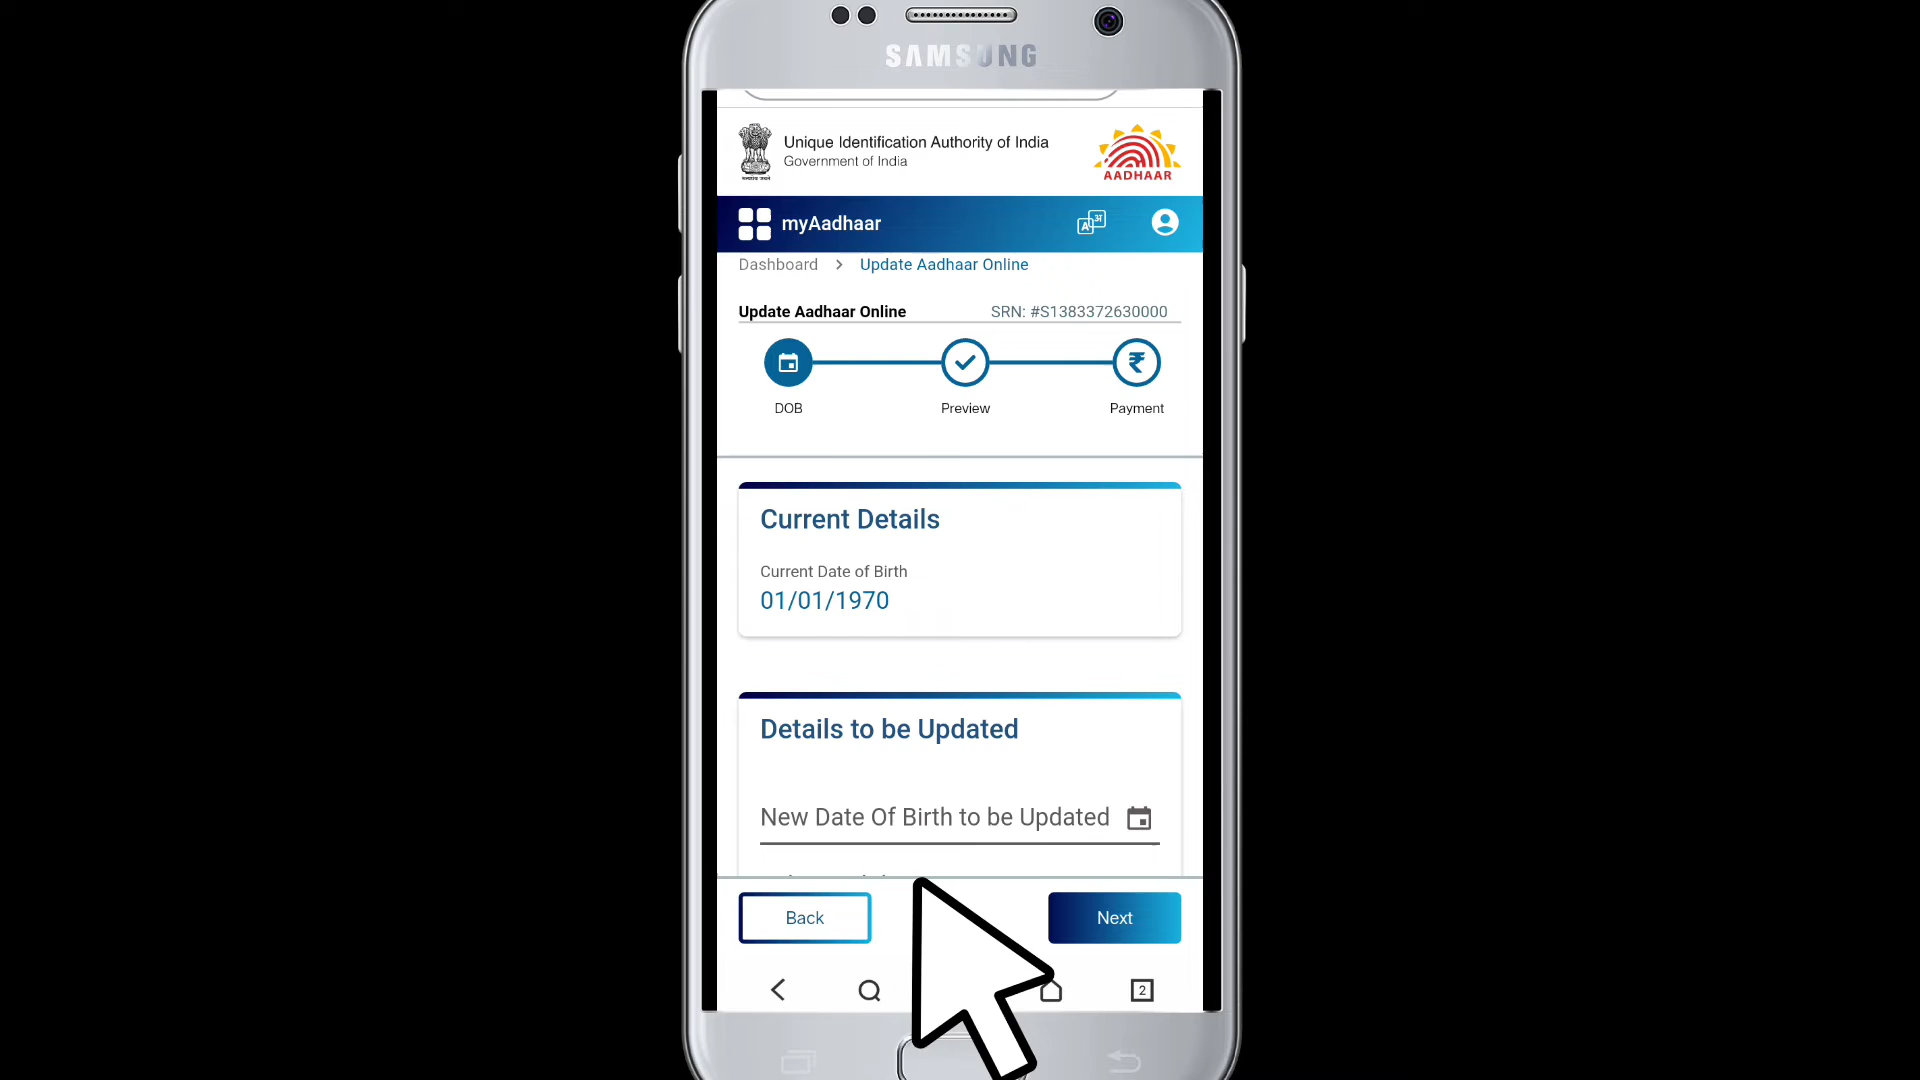 SAMSUNG
Unique Identification Authority of India
Government of India
AADHAAR
myAadhaar
Dashboard > Update Aadhaar Online
Update Aadhaar Online SRN: #S1383372630000
DOB Preview Payment
Current Details
Current Date of Birth
01/01/1970
Details to be Updated
New Date Of Birth to be Updated
Back Next
2